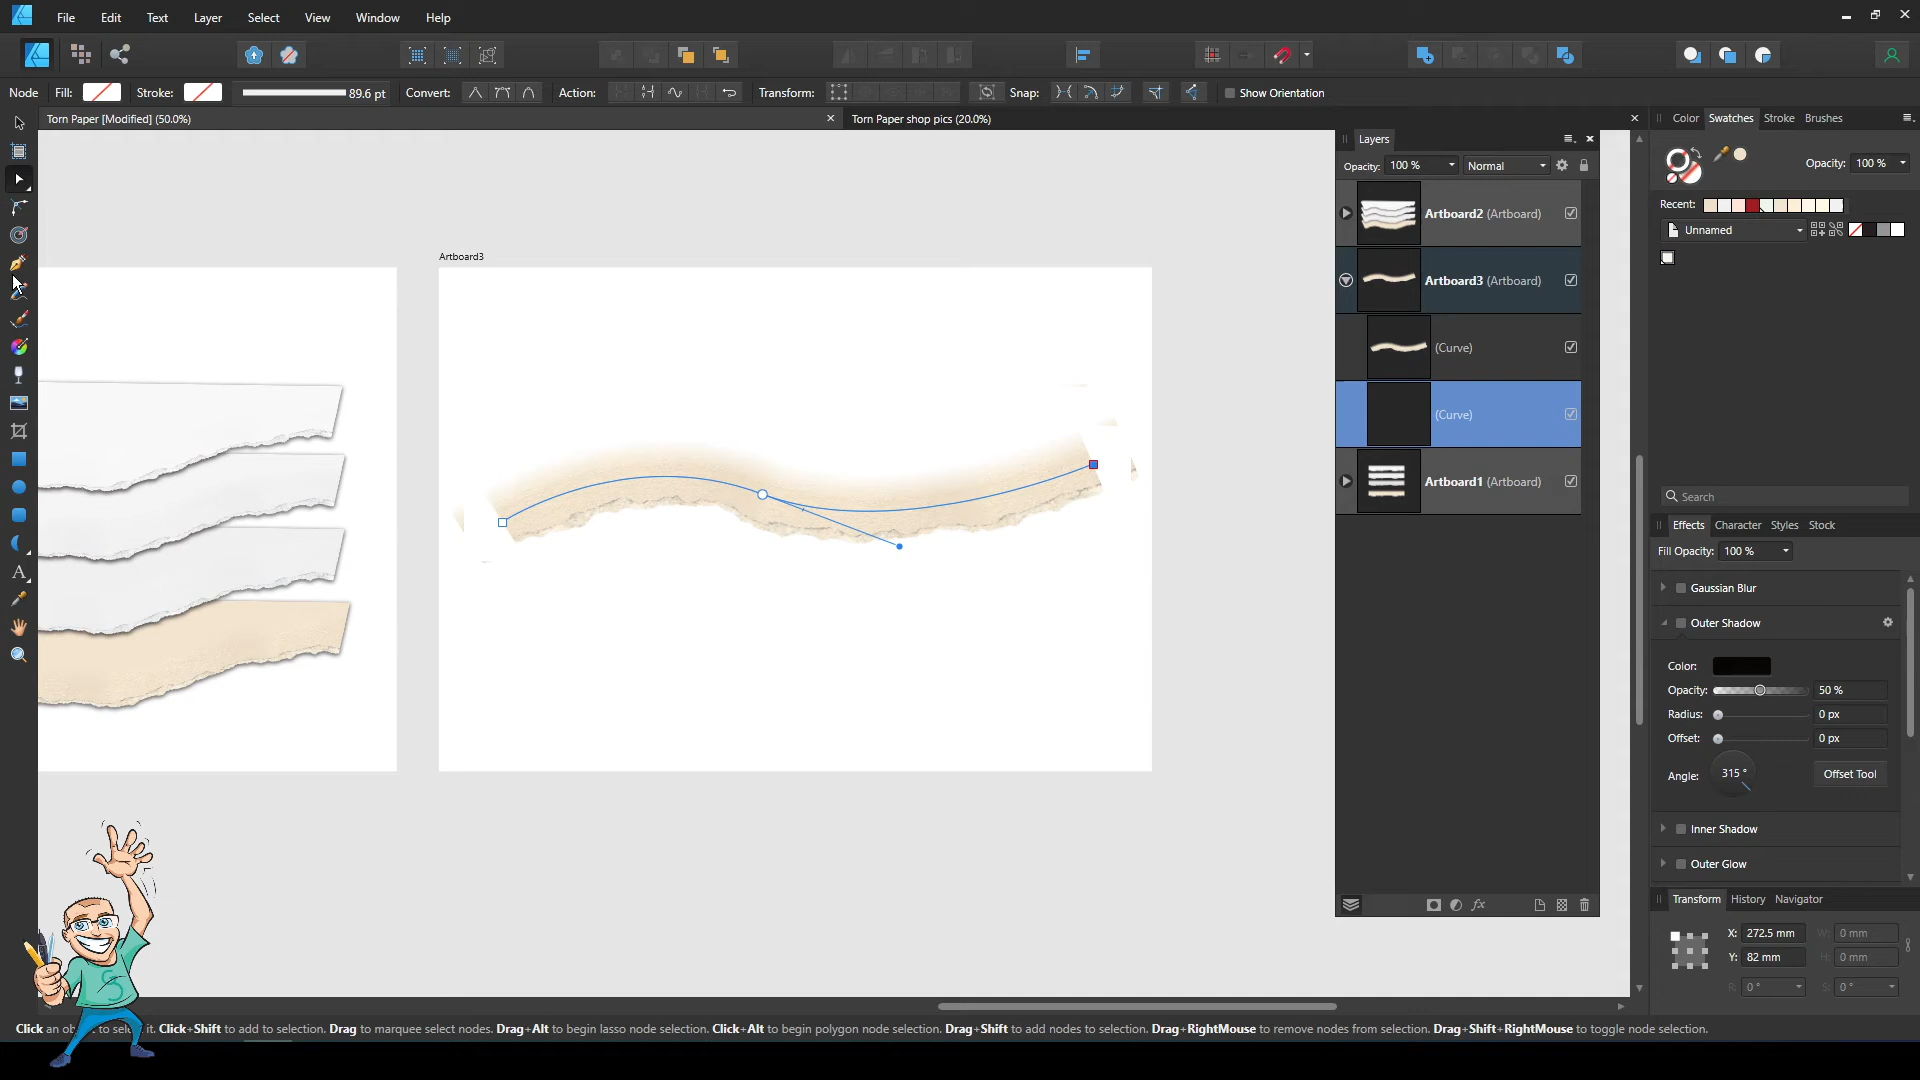 File Edit Text Layer Select View Window Help
Node Fill: Stroke: 89.6 pt Convert: Action: Transform: Snap: Show Orientation
Torn Paper [Modified] (50.0%)
Torn Paper shop pics (20.0%)
Artboard3
Layers
Opacity: 100 % Normal
Artboard2 (Artboard)
Artboard3 (Artboard)
(Curve)
(Curve)
Artboard1 (Artboard)
Color Swatches Stroke Brushes
Opacity: 100 %
Recent:
Unnamed
Search
Effects Character Styles Stock
Fill Opacity: 100 %
Gaussian Blur
Outer Shadow
Color:
Opacity: 50 %
Radius: 0 px
Offset: 0 px
Angle: 315 ° Offset Tool
Inner Shadow
Outer Glow
Transform History Navigator
X: 272.5 mm W: 0 mm
Y: 82 mm H: 0 mm
R: 0 ° S: 0 °
Click an object to select it. Click+Shift to add to selection. Drag to marquee select nodes. Drag+Alt to begin lasso node selection. Click+Alt to begin polygon node selection. Drag+Shift to add nodes to selection. Drag+RightMouse to remove nodes from selection. Drag+Shift+RightMouse to toggle node selection.